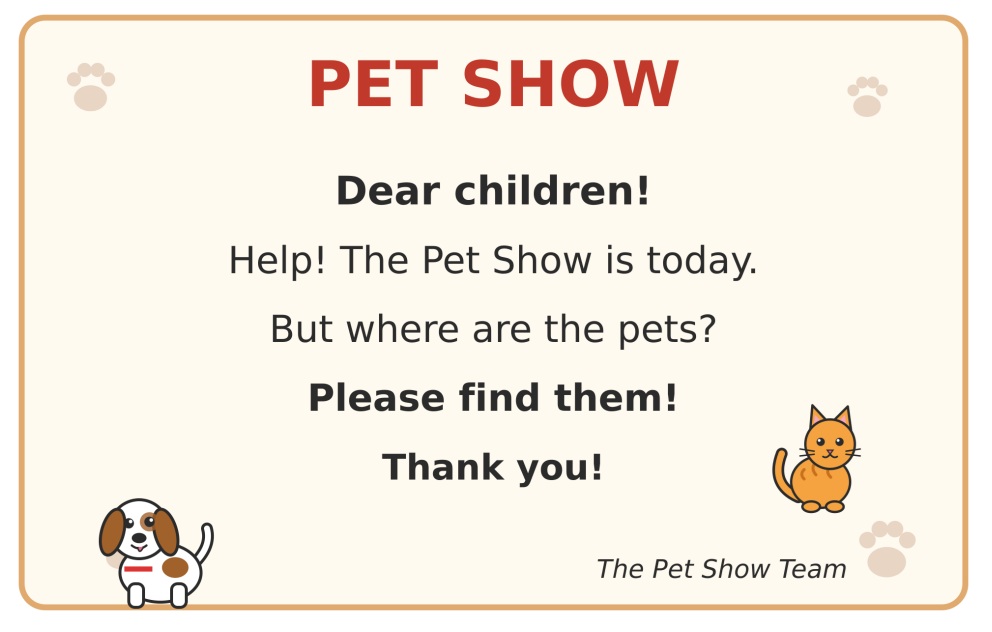 PET SHOW
Dear children!
Help! The Pet Show is today.
But where are the pets?
Please find them!
Thank you!
The Pet Show Team